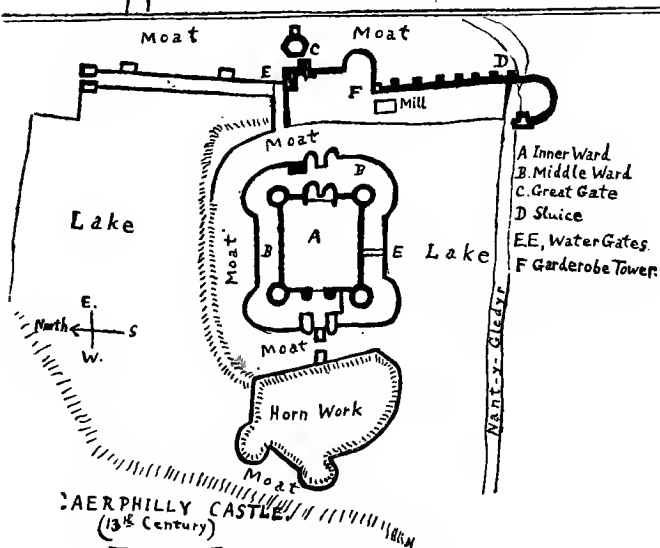 Moat
Moat
C
E
D
F
Mill
Moat
B
A Inner Ward
B. Middle Ward
C. Great Gate
D Sluice
E.E, Water Gates.
F Garderobe Tower.
Lake
Moat
B
A
E
Lake
E.
North
S
W.
Moat
Nant-y-Gledyr
Horn Work
Moat
CAERPHILLY CASTLE.
(13th Century)